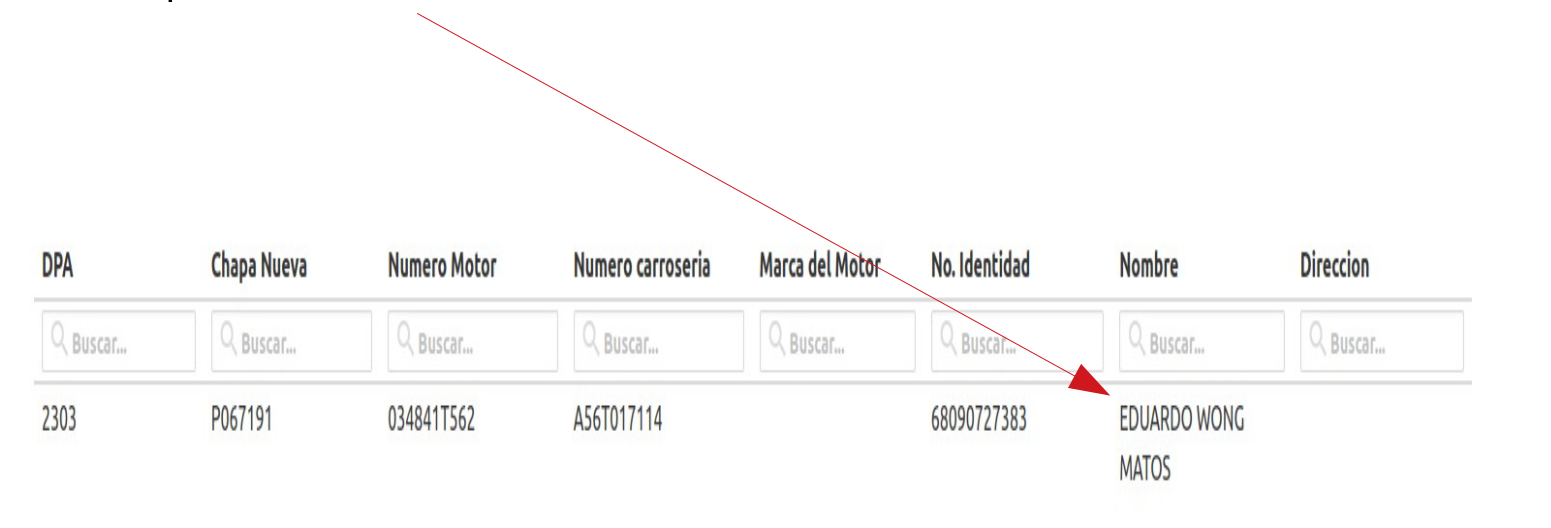 DPA Chapa Nueva Numero Motor Numero carroseria Marca del Motor No. Identidad Nombre Direccion
Buscar... Buscar... Buscar... Buscar... Buscar... Buscar... Buscar... Buscar...
2303 P067191 034841T562 A56T017114 68090727383 EDUARDO WONG
MATOS